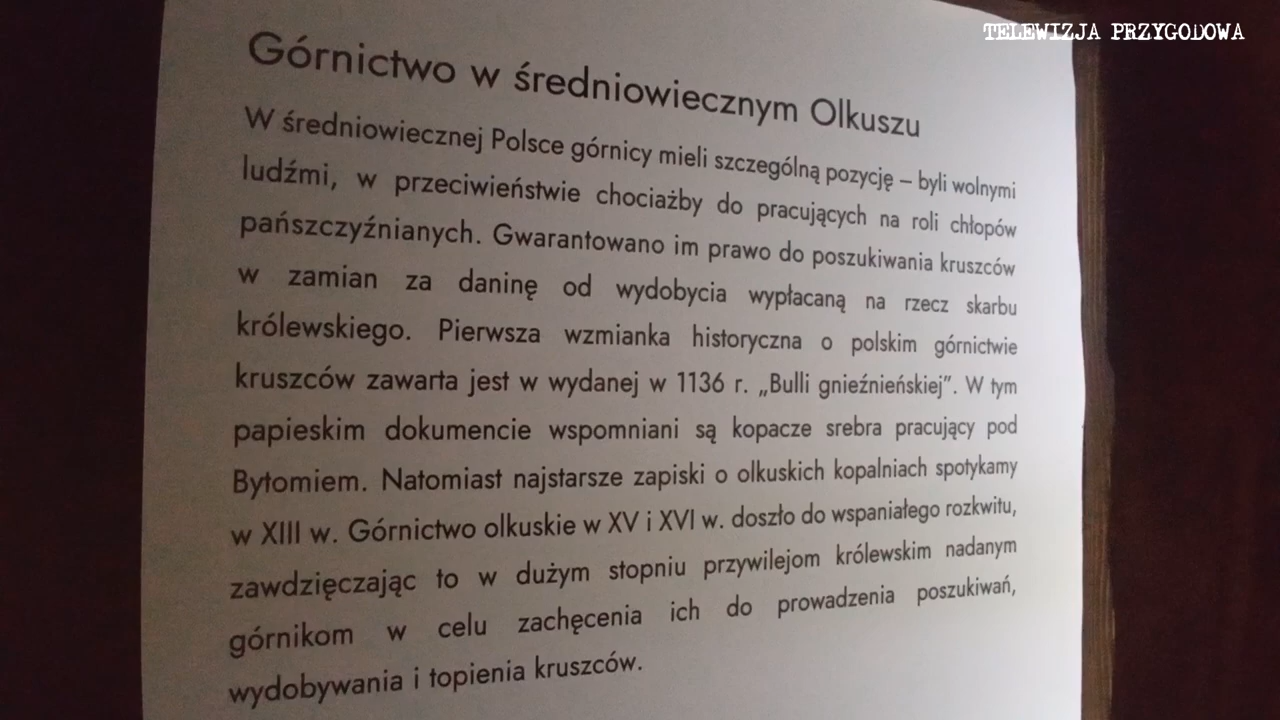 TELEWIZJA PRZYGODOWA
Górnictwo w średniowiecznym Olkuszu
W średniowiecznej Polsce górnicy mieli szczególną pozycję – byli wolnymi
ludźmi, w przeciwieństwie chociażby do pracujących na roli chłopów
pańszczyźnianych. Gwarantowano im prawo do poszukiwania kruszców
w zamian za daninę od wydobycia wypłacaną na rzecz skarbu
królewskiego. Pierwsza wzmianka historyczna o polskim górnictwie
kruszców zawarta jest w wydanej w 1136 r. „Bulli gnieźnieńskiej”. W tym
papieskim dokumencie wspomniani są kopacze srebra pracujący pod
Bytomiem. Natomiast najstarsze zapiski o olkuskich kopalniach spotykamy
w XIII w. Górnictwo olkuskie w XV i XVI w. doszło do wspaniałego rozkwitu,
zawdzięczając to w dużym stopniu przywilejom królewskim nadanym
górnikom w celu zachęcenia ich do prowadzenia poszukiwań,
wydobywania i topienia kruszców.